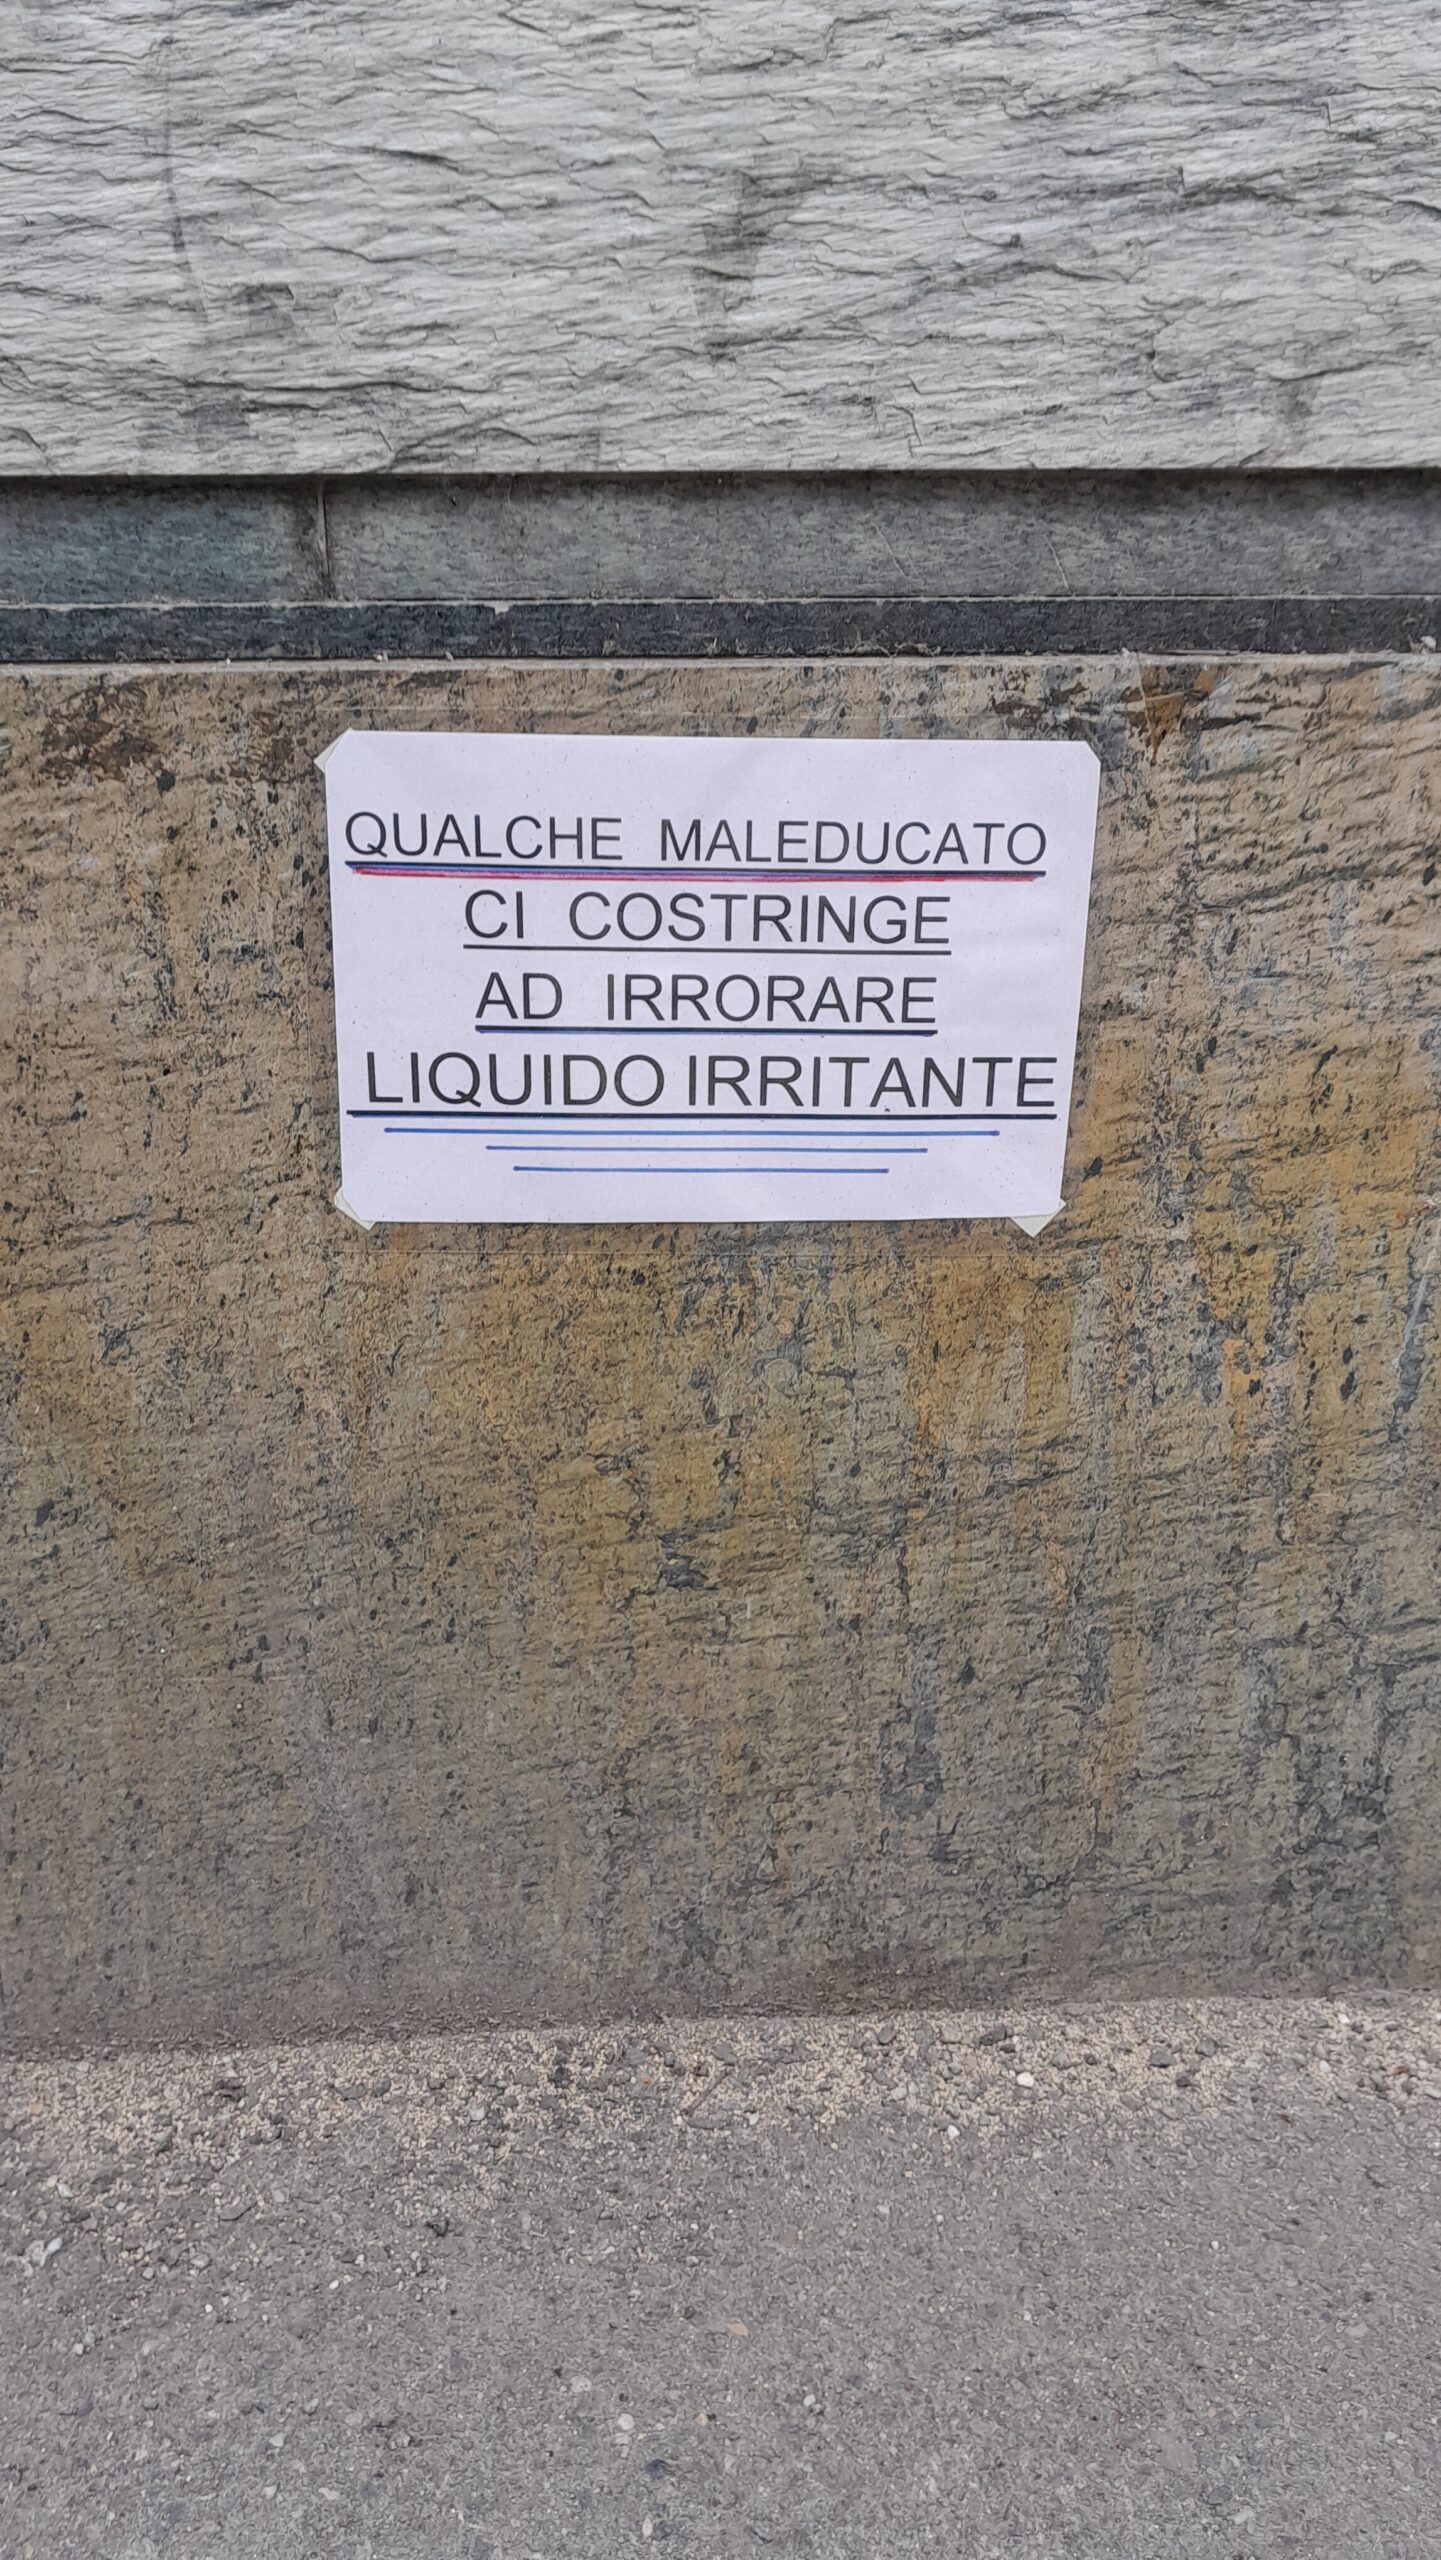 QUALCHE MALEDUCATO
CI COSTRINGE
AD IRRORARE
LIQUIDO IRRITANTE